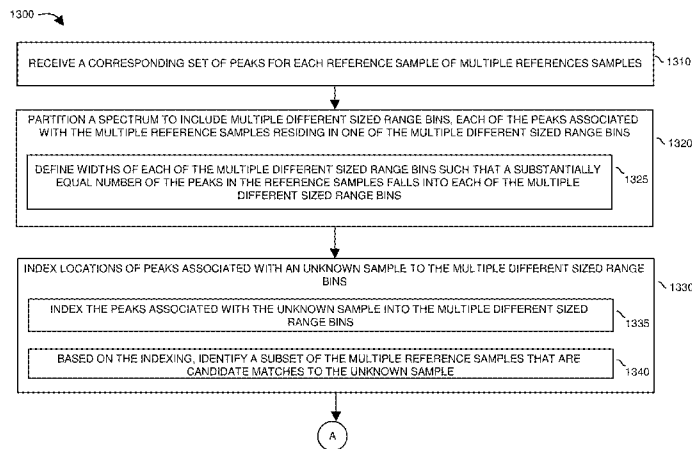 1300
RECEIVE A CORRESPONDING SET OF PEAKS FOR EACH REFERENCE SAMPLE OF MULTIPLE REFERENCES SAMPLES
1310
PARTITION A SPECTRUM TO INCLUDE MULTIPLE DIFFERENT SIZED RANGE BINS, EACH OF THE PEAKS ASSOCIATED
WITH THE MULTIPLE REFERENCE SAMPLES RESIDING IN ONE OF THE MULTIPLE DIFFERENT SIZED RANGE BINS
1320
DEFINE WIDTHS OF EACH OF THE MULTIPLE DIFFERENT SIZED RANGE BINS SUCH THAT A SUBSTANTIALLY
EQUAL NUMBER OF THE PEAKS IN THE REFERENCE SAMPLES FALLS INTO EACH OF THE MULTIPLE
DIFFERENT SIZED RANGE BINS
1325
INDEX LOCATIONS OF PEAKS ASSOCIATED WITH AN UNKNOWN SAMPLE TO THE MULTIPLE DIFFERENT SIZED RANGE
BINS
1330
INDEX THE PEAKS ASSOCIATED WITH THE UNKNOWN SAMPLE INTO THE MULTIPLE DIFFERENT SIZED
RANGE BINS
1335
BASED ON THE INDEXING, IDENTIFY A SUBSET OF THE MULTIPLE REFERENCE SAMPLES THAT ARE
CANDIDATE MATCHES TO THE UNKNOWN SAMPLE
1340
A